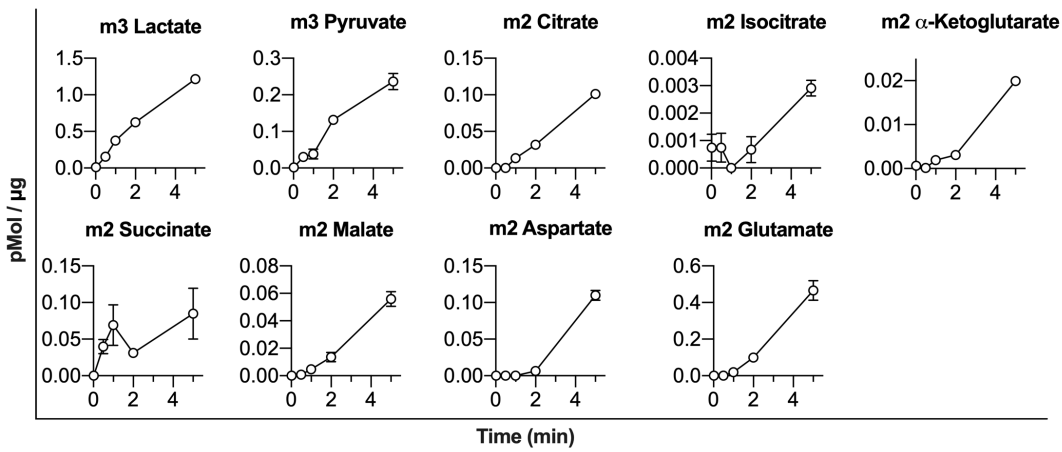 m3 Lactate
1.5
1.0
0.5
0.0
0 2 4
m3 Pyruvate
0.3
0.2
0.1
0.0
0 2 4
m2 Citrate
0.15
0.10
0.05
0.00
0 2 4
m2 Isocitrate
0.004
0.003
0.002
0.001
0.000
0 2 4
m2 α-Ketoglutarate
0.02
0.01
0.00
0 2 4
m2 Succinate
0.15
0.10
0.05
0.00
0 2 4
m2 Malate
0.08
0.06
0.04
0.02
0.00
0 2 4
m2 Aspartate
0.15
0.10
0.05
0.00
0 2 4
m2 Glutamate
0.6
0.4
0.2
0.0
0 2 4
pMol / µg
Time (min)